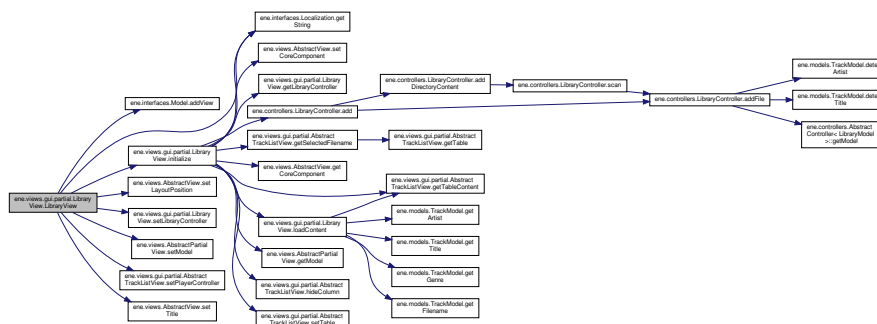 ene.interfaces.Localization.get
String
ene.views.AbstractView.set
CoreComponent
ene.views.gui.partial.Library
View.getLibraryController
ene.controllers.LibraryController.add
DirectoryContent
ene.controllers.LibraryController.scan
ene.models.TrackModel.dete
Artist
ene.interfaces.Model.addView
ene.controllers.LibraryController.add
ene.controllers.LibraryController.addFile
ene.models.TrackModel.dete
Title
ene.views.gui.partial.Library
View.initialize
ene.views.gui.partial.Abstract
TrackListView.getSelectedFilename
ene.views.gui.partial.Abstract
TrackListView.getTable
ene.controllers.Abstract
Controller< LibraryModel
>::getModel
ene.views.AbstractView.get
CoreComponent
ene.views.AbstractView.set
LayoutPosition
ene.views.gui.partial.Abstract
TrackListView.getTableContent
ene.views.gui.partial.Library
View.LibraryView
ene.views.gui.partial.Library
View.setLibraryController
ene.views.gui.partial.Library
View.loadContent
ene.models.TrackModel.get
Artist
ene.views.AbstractPartial
View.setModel
ene.views.AbstractPartial
View.getModel
ene.models.TrackModel.get
Title
ene.views.gui.partial.Abstract
TrackListView.setPlayerController
ene.views.gui.partial.Abstract
TrackListView.hideColumn
ene.models.TrackModel.get
Genre
ene.views.AbstractView.set
Title
ene.views.gui.partial.Abstract
TrackListView.setTable
ene.models.TrackModel.get
Filename